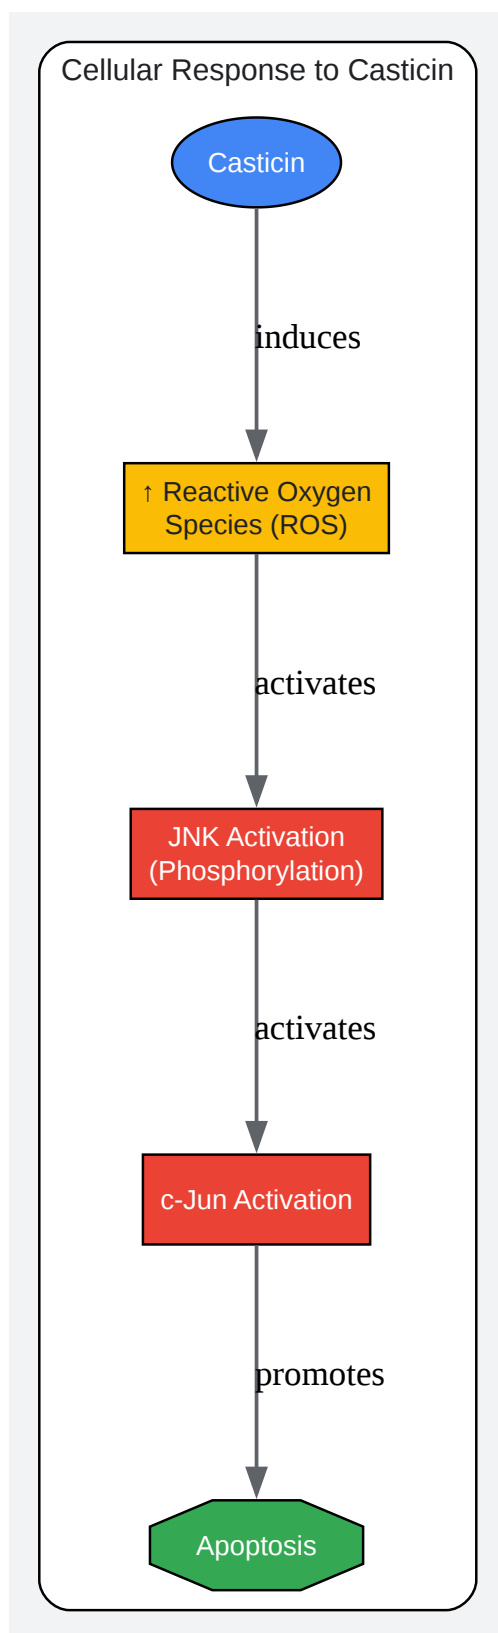 Cellular Response to Casticin
Casticin
induces
↑ Reactive Oxygen
Species (ROS)
activates
JNK Activation
(Phosphorylation)
activates
c-Jun Activation
promotes
Apoptosis